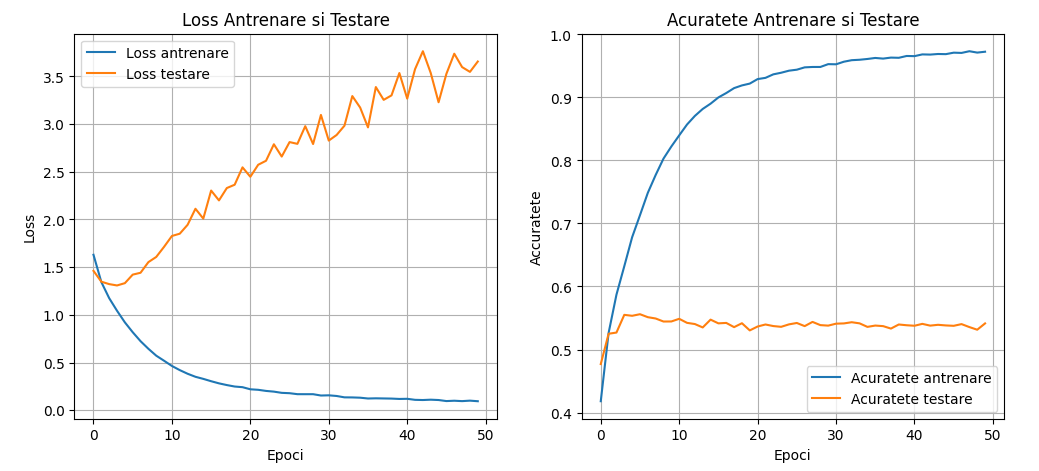 Loss Antrenare si Testare
Loss antrenare
Loss testare
Loss
3.5
3.0
2.5
2.0
1.5
1.0
0.5
0.0
0 10 20 30 40 50
Epoci
Acuratete Antrenare si Testare
Accuratete
1.0
0.9
0.8
0.7
0.6
0.5
0.4
Acuratete antrenare
Acuratete testare
0 10 20 30 40 50
Epoci